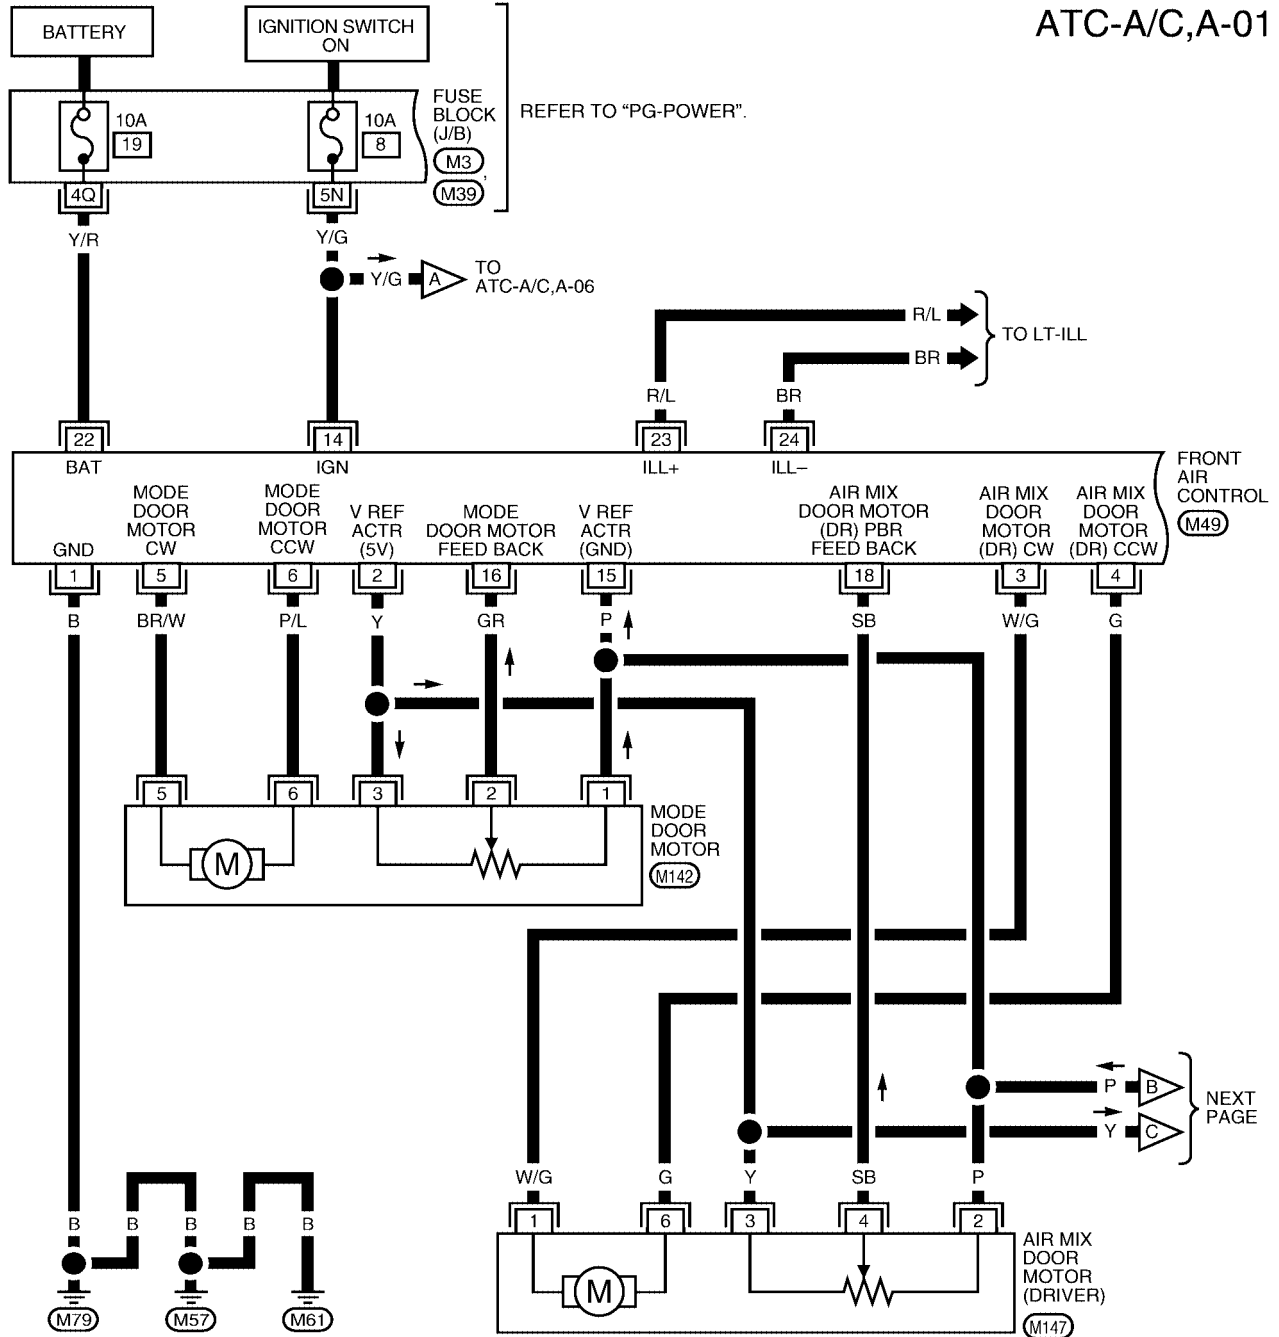 ATC-A/C,A-01
BATTERY
IGNITION SWITCH
ON
FUSE
BLOCK
(J/B)
M3
,
M39
REFER TO “PG-POWER”.
10A
19
10A
8
4Q
5N
Y/R
Y/G
Y/G
A
TO
ATC-A/C,A-06
R/L
BR
TO LT-ILL
R/L
BR
22
14
23
24
BAT
IGN
ILL+
ILL–
FRONT
AIR
CONTROL
M49
GND
MODE
DOOR
MOTOR
CW
MODE
DOOR
MOTOR
CCW
V REF
ACTR
(5V)
MODE
DOOR MOTOR
FEED BACK
V REF
ACTR
(GND)
AIR MIX
DOOR MOTOR
(DR) PBR
FEED BACK
AIR MIX
DOOR
MOTOR
(DR) CW
AIR MIX
DOOR
MOTOR
(DR) CCW
1
5
6
2
16
15
18
3
4
B
BR/W
P/L
Y
GR
P
SB
W/G
G
5
6
3
2
1
M
MODE
DOOR
MOTOR
M142
P
B
Y
C
NEXT
PAGE
W/G
G
Y
SB
P
1
6
3
4
2
M
AIR MIX
DOOR
MOTOR
(DRIVER)
M147
B
B
B
B
B
M79
M57
M61